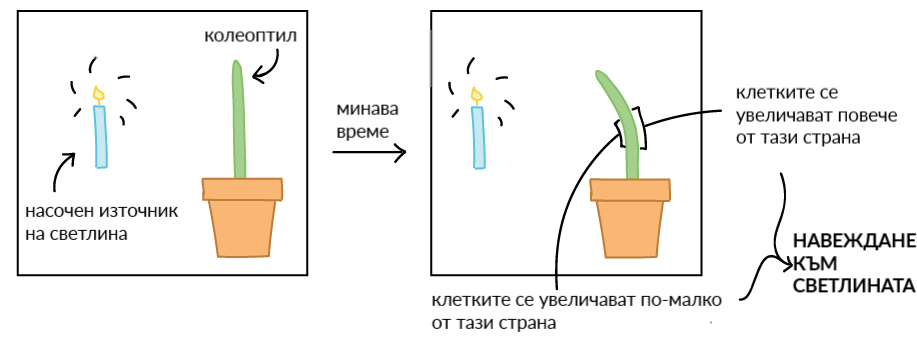 колеоптил
насочен източник
на светлина
минава
време
клетките се
увеличават повече
от тази страна
клетките се увеличават по-малко
от тази страна
НАВЕЖДАНЕ
КЪМ
СВЕТЛИНАТА